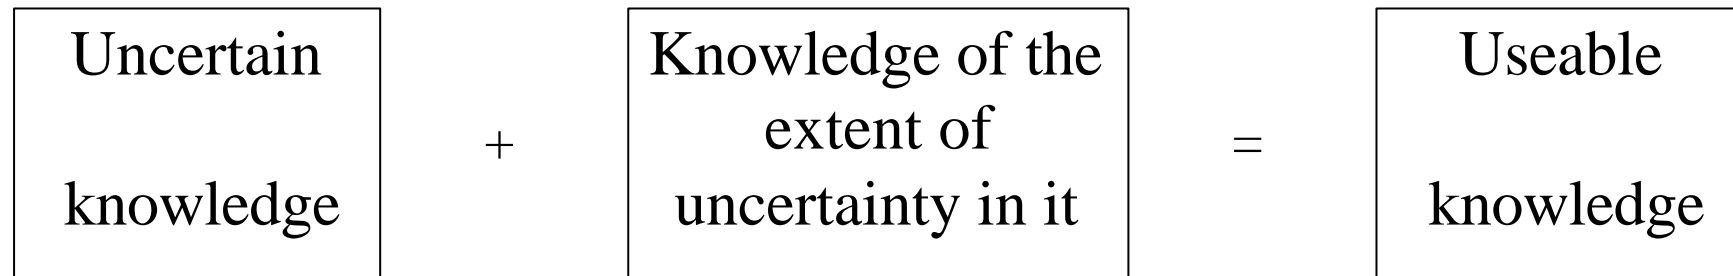 Uncertain
knowledge
+
Knowledge of the
extent of
uncertainty in it
=
Useable
knowledge